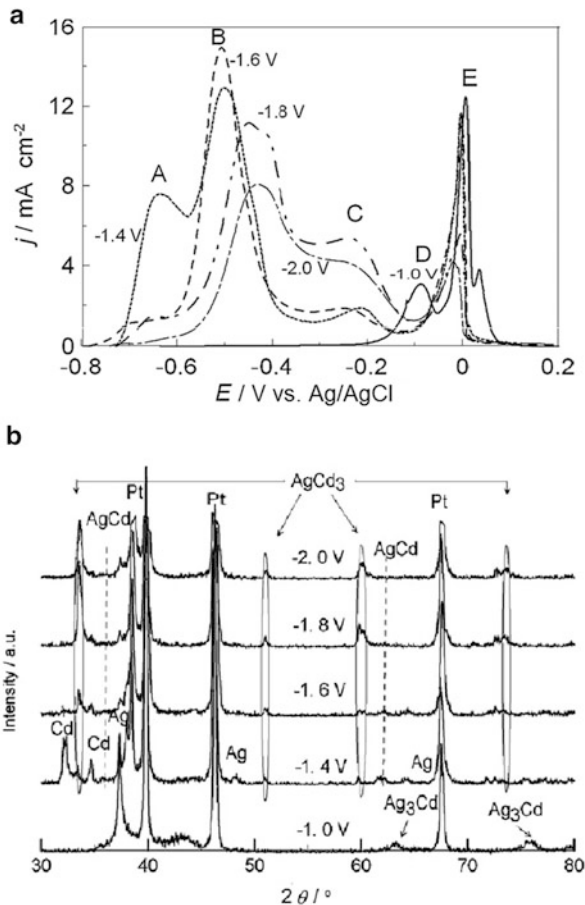 a
16
12
8
4
0
j / mA cm-2
A
B
C
D
E
-1.4 V
-1.6 V
-1.8 V
-2.0 V
-1.0 V
-0.8
-0.6
-0.4
-0.2
0
0.2
E / V vs. Ag/AgCl
b
AgCd3
Pt
Pt
Pt
AgCd
AgCd
-2.0 V
-1.8 V
-1.6 V
Cd
Cd
Ag
Ag
Ag
-1.4 V
-1.0 V
Ag3Cd
Ag3Cd
Intensity / a.u.
30
40
50
60
70
80
2 θ / °